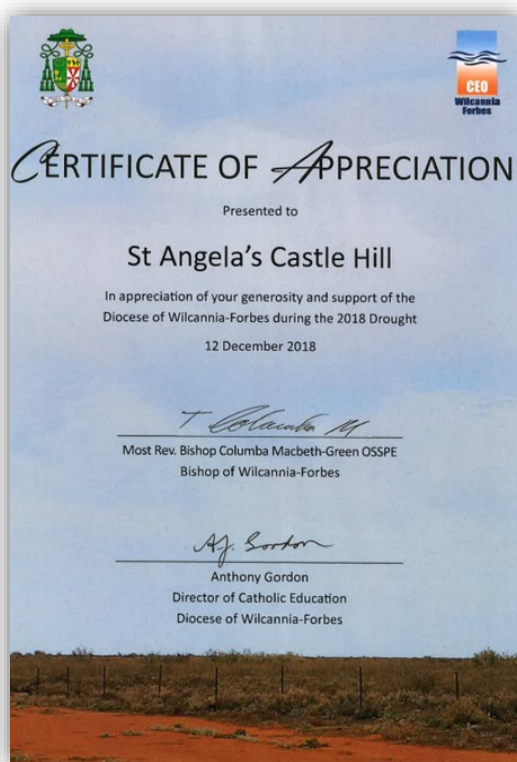 CEO
Wilcannia
Forbes
CERTIFICATE OF APPRECIATION
Presented to
St Angela's Castle Hill
In appreciation of your generosity and support of the
Diocese of Wilcannia-Forbes during the 2018 Drought
12 December 2018
Most Rev. Bishop Columba Macbeth-Green OSSPE
Bishop of Wilcannia-Forbes
A.J. Gordon
Anthony Gordon
Director of Catholic Education
Diocese of Wilcannia-Forbes